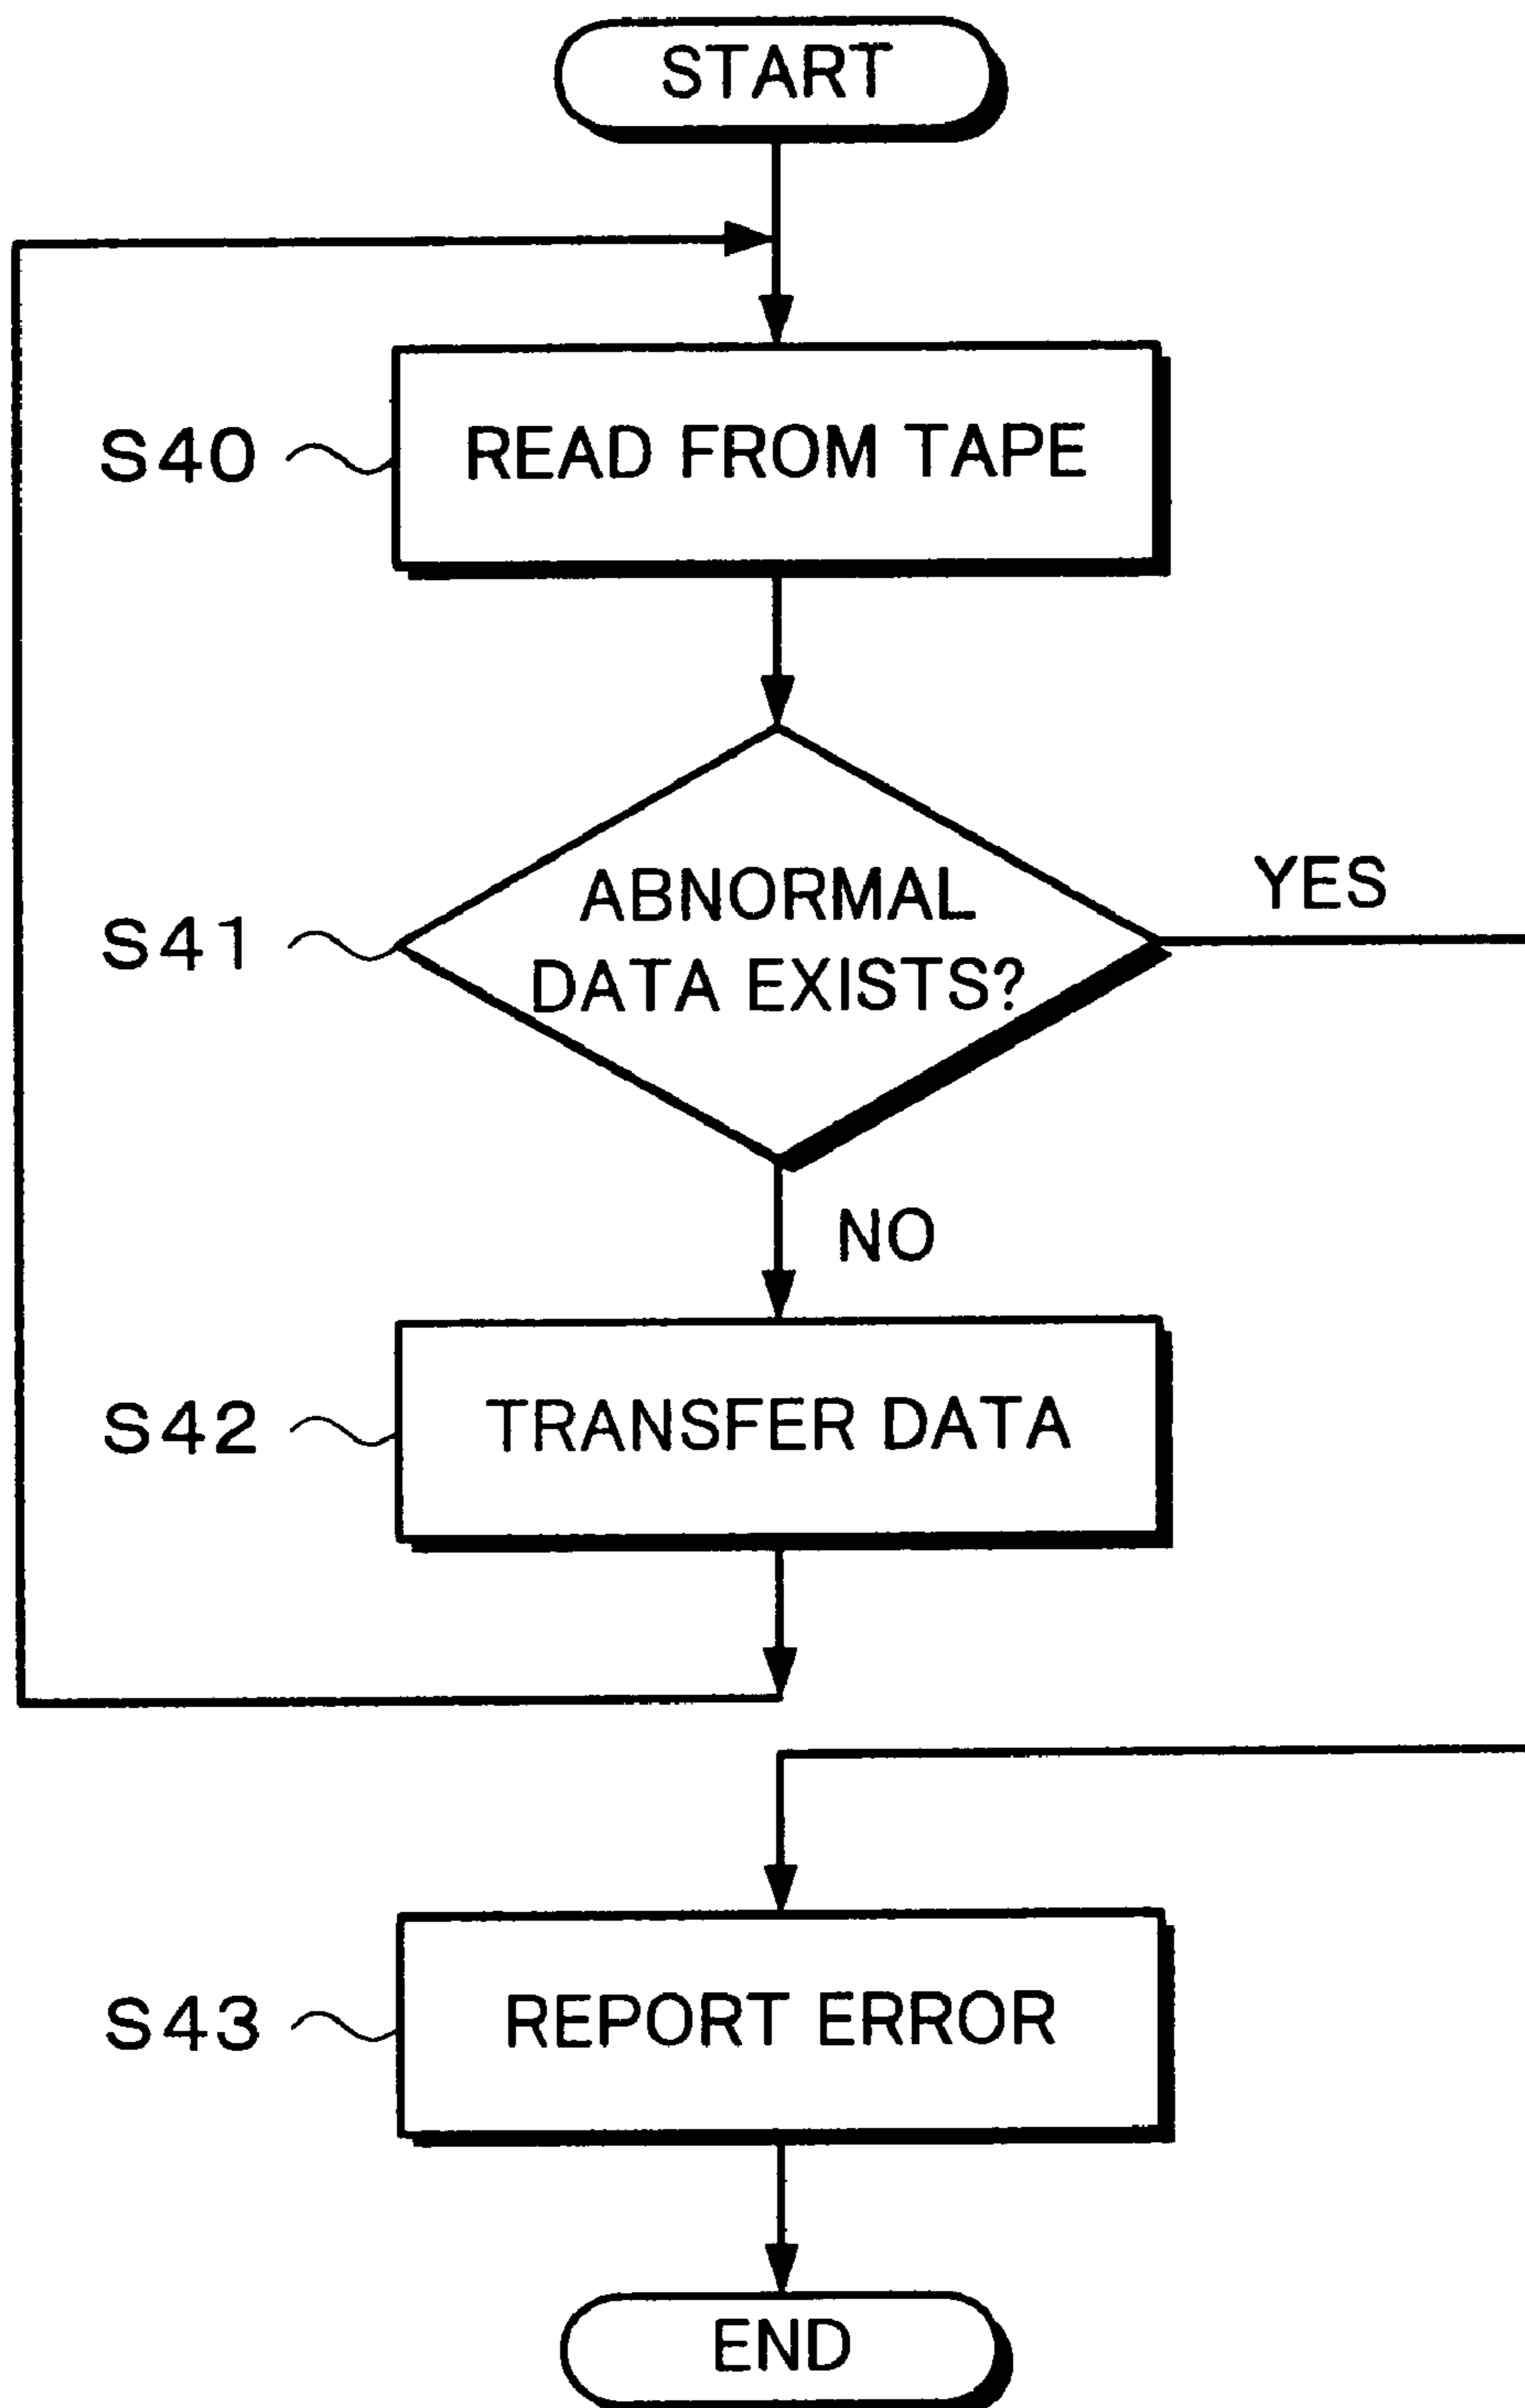 START
S40 READ FROM TAPE
ABNORMAL
YES
S41
DATA EXISTS?
NO
S42 TRANSFER DATA
S43 REPORT ERROR
END